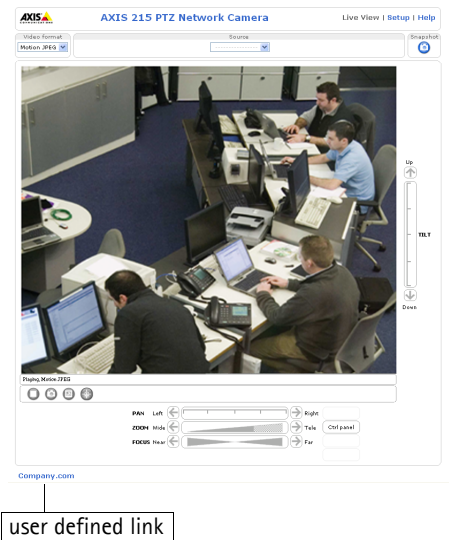 AXIS
COMMUNICATIONS
AXIS 215 PTZ Network Camera
Live View | Setup | Help
Video format
Motion JPEG
Source
Snapshot
Up
TILT
Down
Playing, Motion JPEG
PAN Left Right
ZOOM Wide Tele Ctrl panel
FOCUS Near Far
Company.com
user defined link